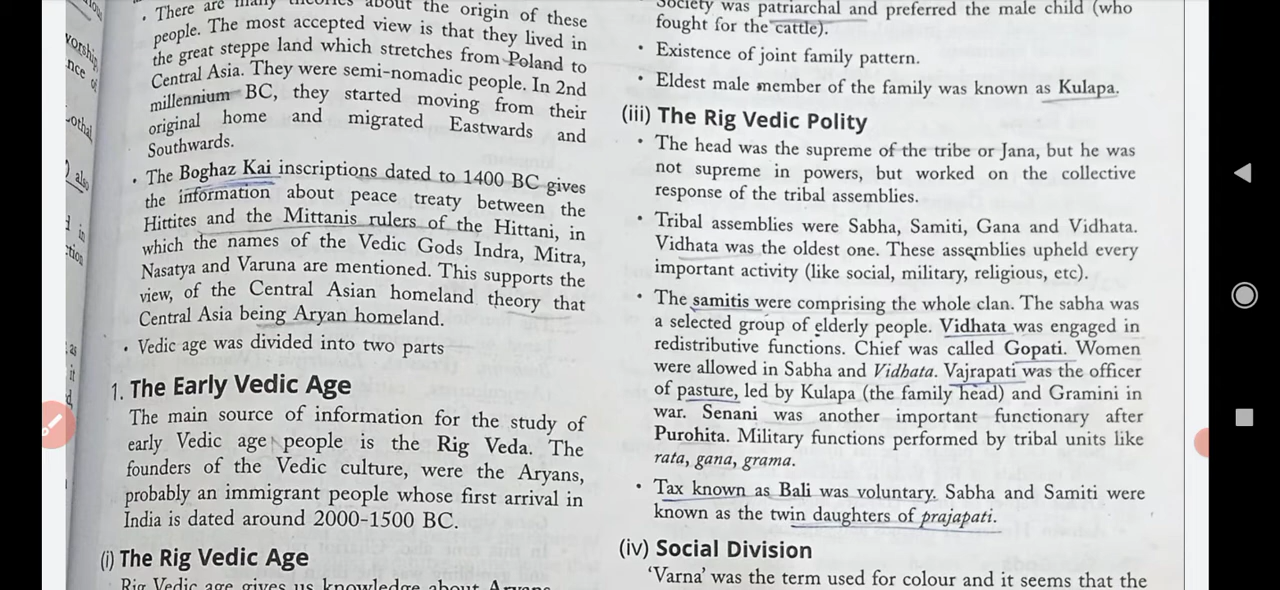 There are many theories about the origin of these
people. The most accepted view is that they lived in
the great steppe land which stretches from Poland to
Central Asia. They were semi-nomadic people. In 2nd
millennium BC, they started moving from their
original home and migrated Eastwards and
Southwards.
• The Boghaz Kai inscriptions dated to 1400 BC gives
the information about peace treaty between the
Hittites and the Mittanis rulers of the Hittani, in
which the names of the Vedic Gods Indra, Mitra,
Nasatya and Varuna are mentioned. This supports the
view, of the Central Asian homeland theory that
Central Asia being Aryan homeland.
• Vedic age was divided into two parts
1. The Early Vedic Age
The main source of information for the study of
early Vedic age people is the Rig Veda. The
founders of the Vedic culture, were the Aryans,
probably an immigrant people whose first arrival in
India is dated around 2000-1500 BC.
(i) The Rig Vedic Age
Rig Vedic age gives us knowledge about Aryans
Society was patriarchal and preferred the male child (who
fought for the cattle).
• Existence of joint family pattern.
• Eldest male member of the family was known as Kulapa.
(iii) The Rig Vedic Polity
• The head was the supreme of the tribe or Jana, but he was
not supreme in powers, but worked on the collective
response of the tribal assemblies.
• Tribal assemblies were Sabha, Samiti, Gana and Vidhata.
Vidhata was the oldest one. These assemblies upheld every
important activity (like social, military, religious, etc).
• The samitis were comprising the whole clan. The sabha was
a selected group of elderly people. Vidhata was engaged in
redistributive functions. Chief was called Gopati. Women
were allowed in Sabha and Vidhata. Vajrapati was the officer
of pasture, led by Kulapa (the family head) and Gramini in
war. Senani was another important functionary after
Purohita. Military functions performed by tribal units like
rata, gana, grama.
• Tax known as Bali was voluntary. Sabha and Samiti were
known as the twin daughters of prajapati.
(iv) Social Division
'Varna' was the term used for colour and it seems that the